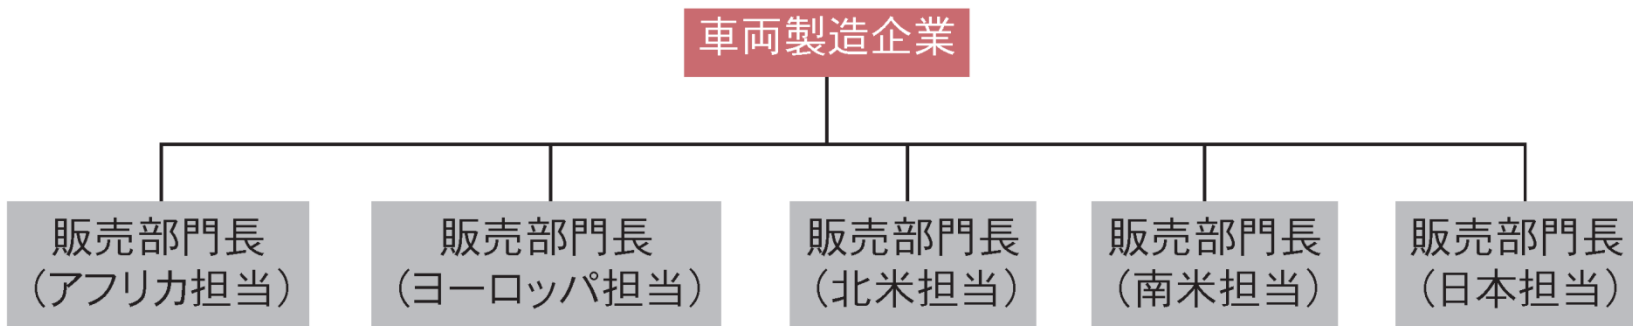 車両製造企業
販売部門長
（アフリカ担当）
販売部門長
（ヨーロッパ担当）
販売部門長
（北米担当）
販売部門長
（南米担当）
販売部門長
（日本担当）